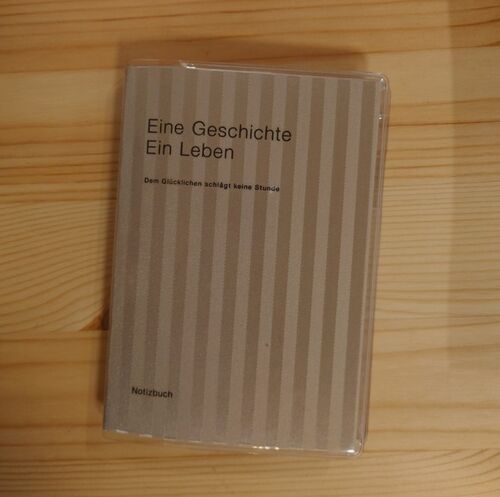 Eine Geschichte
Ein Leben
Dem Glücklichen schlägt keine Stunde
Notizbuch